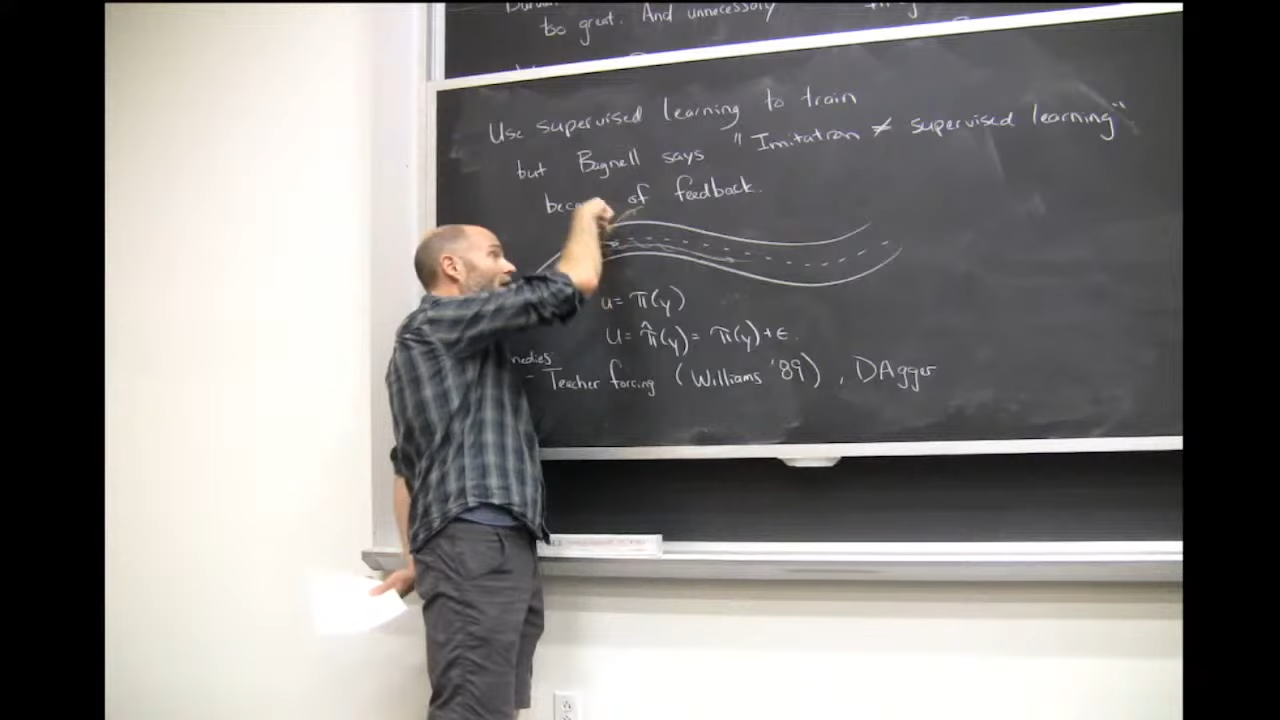 too great. And unnecessary
Use supervised learning to train
but Bagnell says "Imitation ≠ supervised learning"
of feedback.
u = π(y)
u = π̂(y) = π(y) + ε.
- Teacher forcing (Williams '89), DAgger